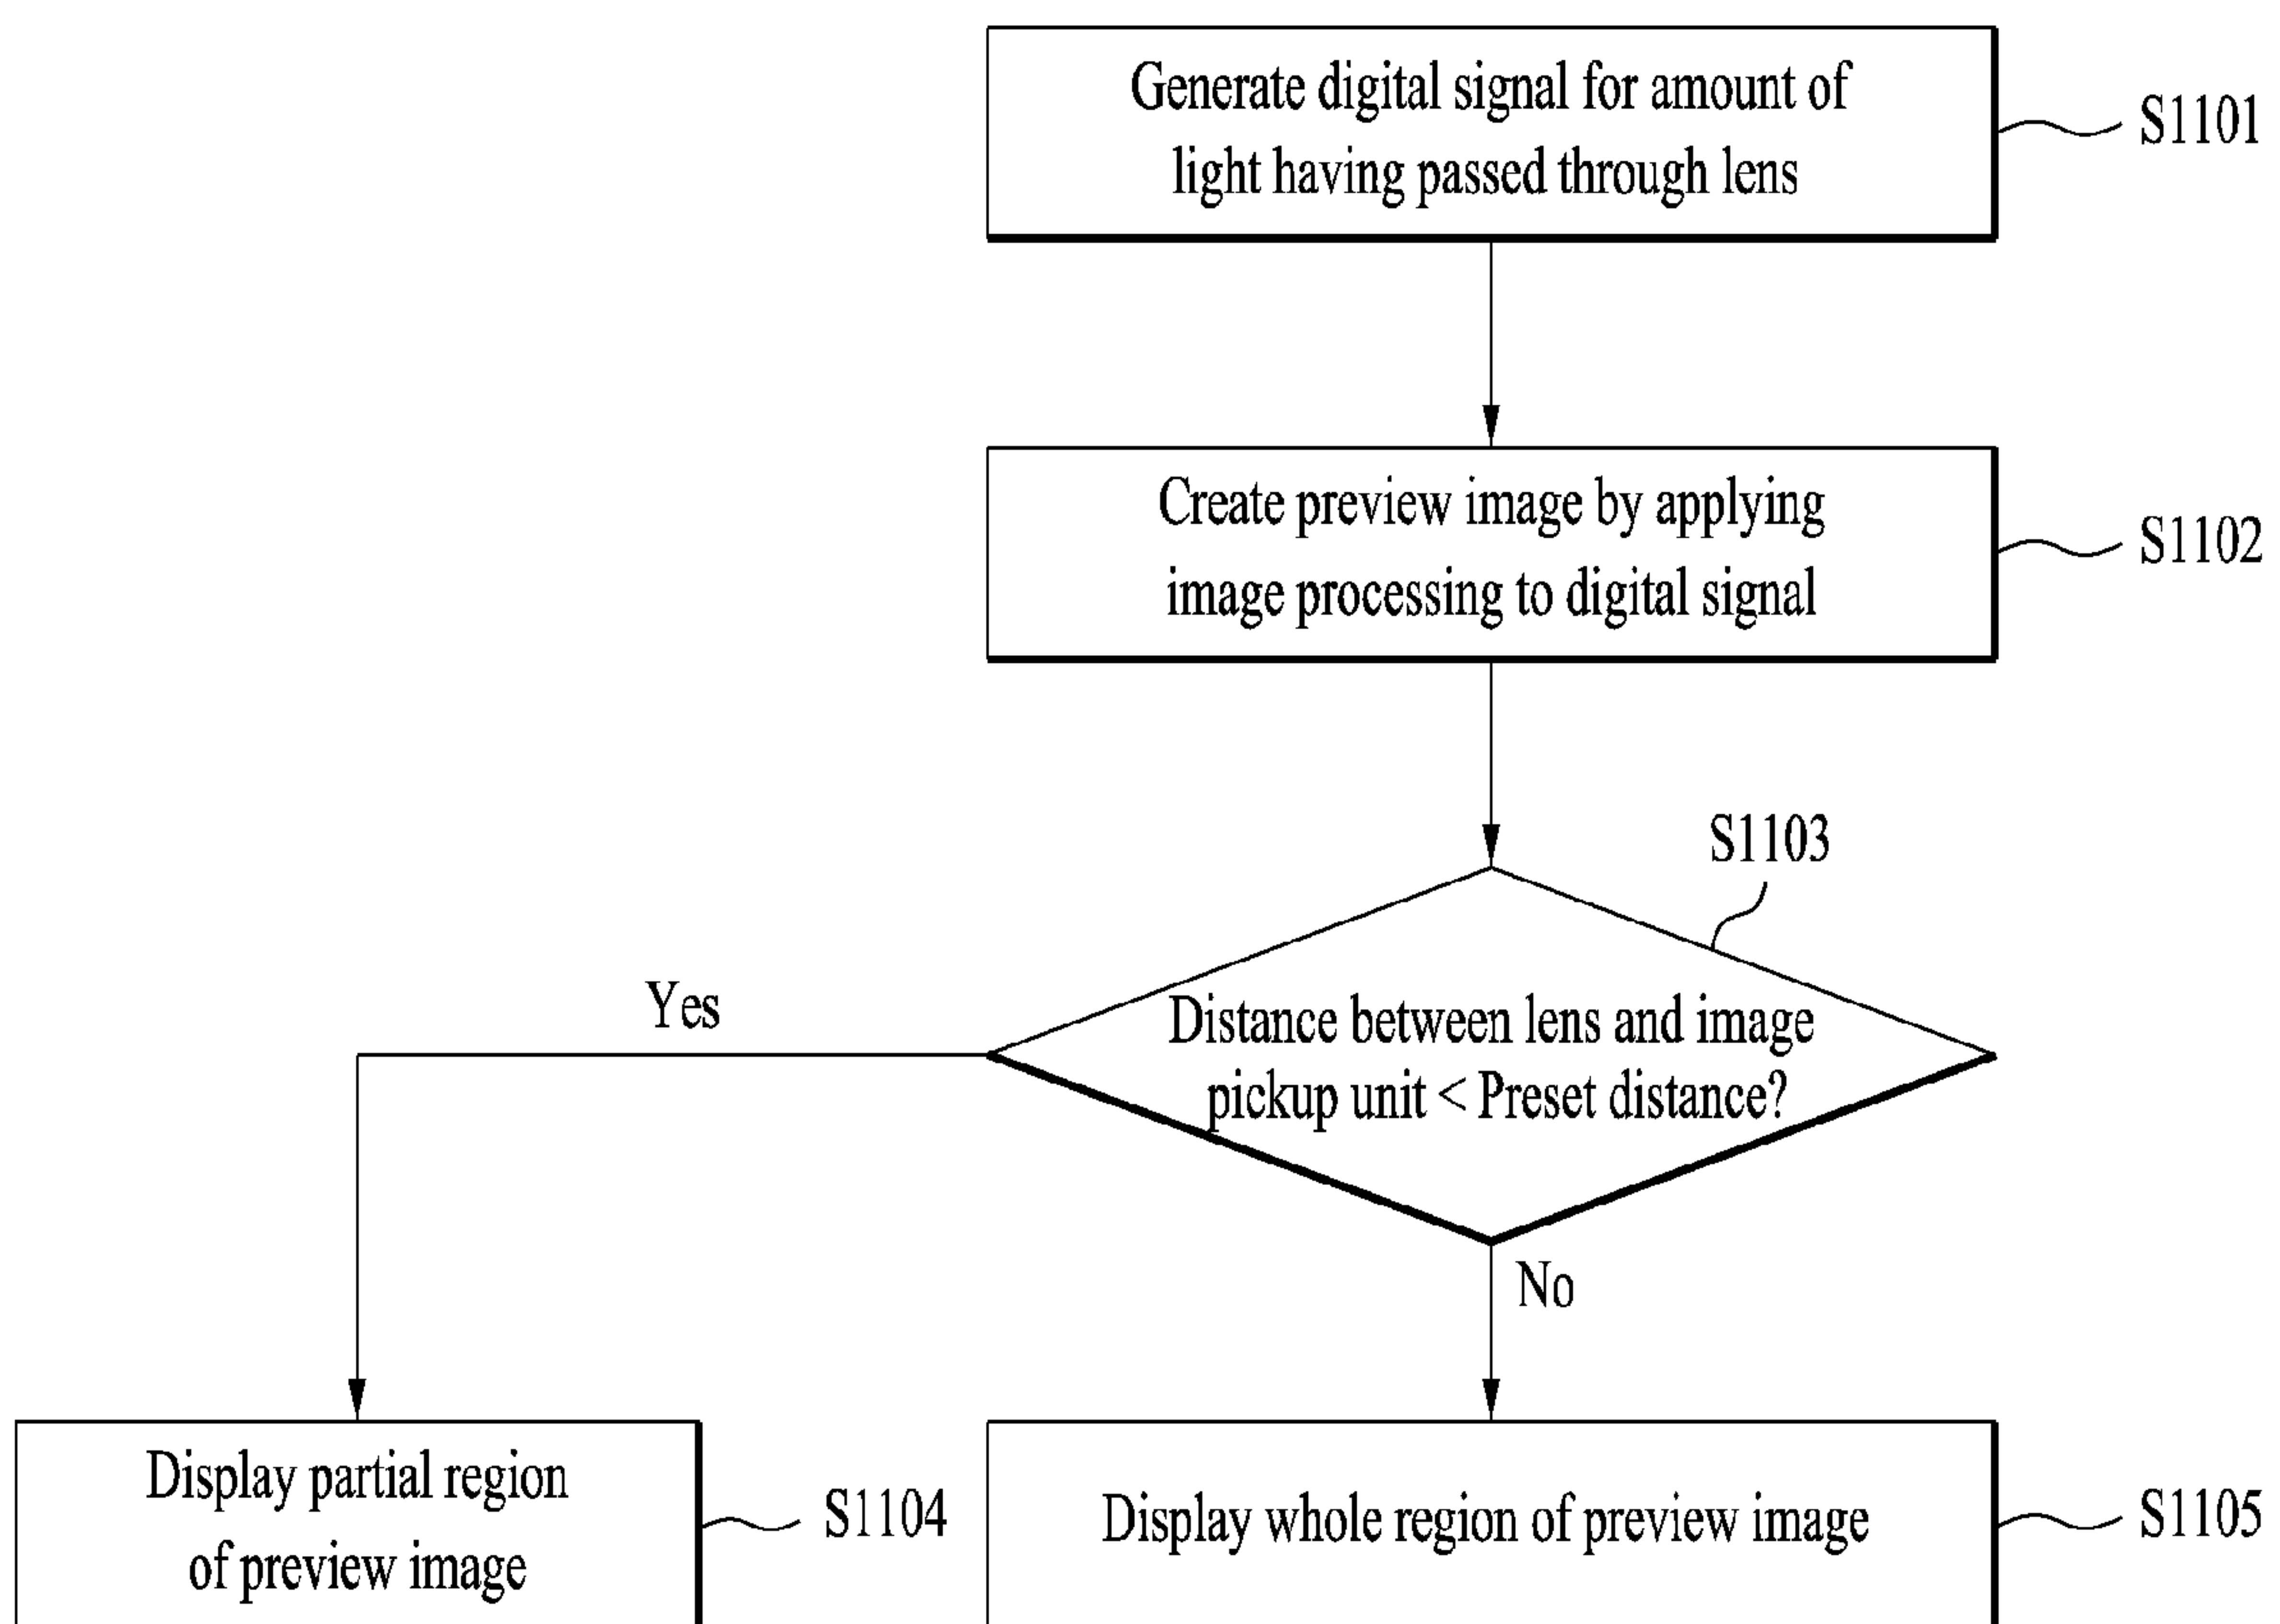 Generate digital signal for amount of
light having passed through lens
S1101
Create preview image by applying
image processing to digital signal
S1102
S1103
Distance between lens and image
pickup unit < Preset distance?
Yes
No
Display partial region
of preview image
S1104
Display whole region of preview image
S1105